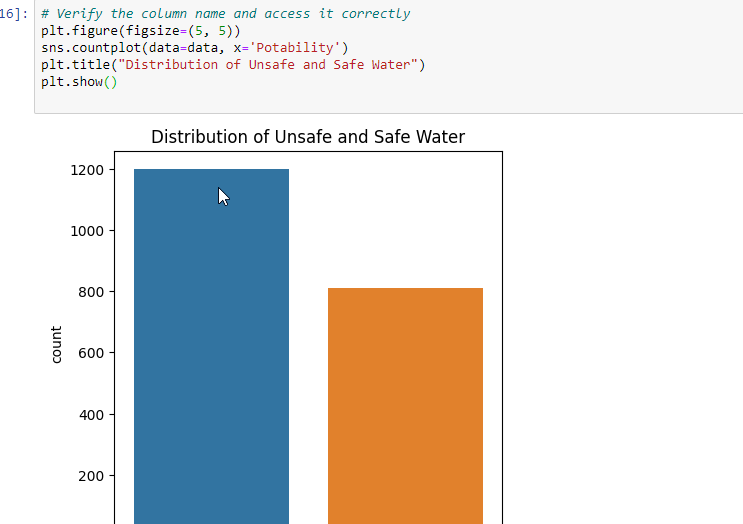 16]:
# Verify the column name and access it correctly
plt.figure(figsize=(5, 5))
sns.countplot(data=data, x='Potability')
plt.title("Distribution of Unsafe and Safe Water")
plt.show()
Distribution of Unsafe and Safe Water
1200
1000
800
600
400
200
count